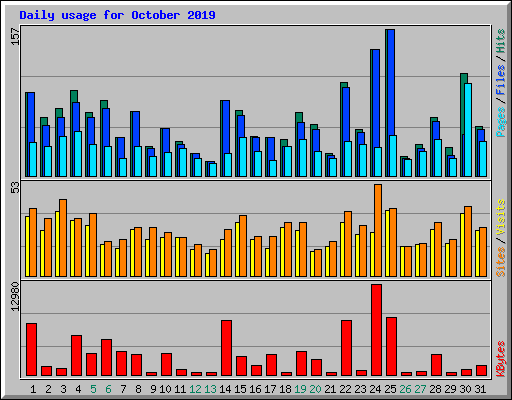 Daily usage for October 2019
157
Pages/Files/Hits
53
Sites/Visits
12980
KBytes
1 2 3 4 5 6 7 8 9 10 11 12 13 14 15 16 17 18 19 20 21 22 23 24 25 26 27 28 29 30 31